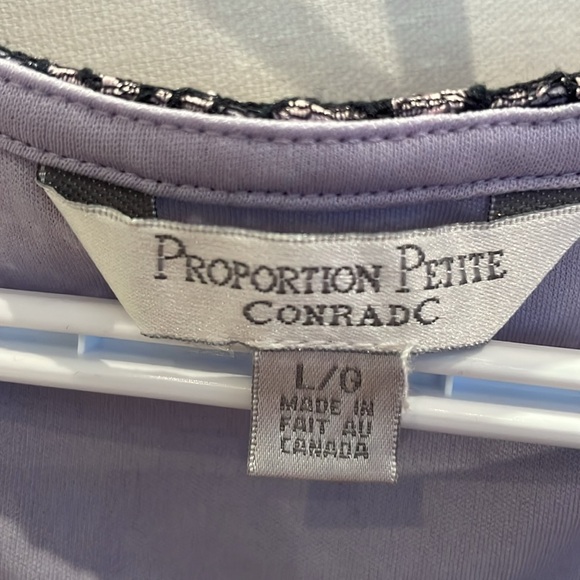 PROPORTION PETITE
CONRADC
L/G
MADE IN
FAIT AU
CANADA